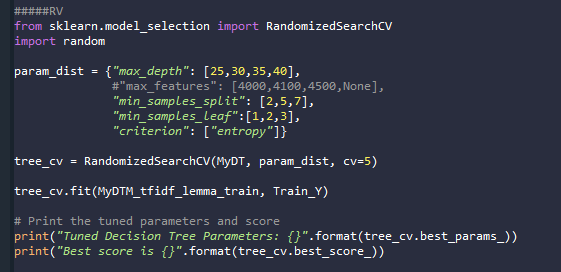 #####RV
from sklearn.model_selection import RandomizedSearchCV
import random

param_dist = {"max_depth": [25,30,35,40],
              #"max_features": [4000,4100,4500,None],
              "min_samples_split": [2,5,7],
              "min_samples_leaf":[1,2,3],
              "criterion": ["entropy"]}

tree_cv = RandomizedSearchCV(MyDT, param_dist, cv=5)

tree_cv.fit(MyDTM_tfidf_lemma_train, Train_Y)

# Print the tuned parameters and score
print("Tuned Decision Tree Parameters: {}".format(tree_cv.best_params_))
print("Best score is {}".format(tree_cv.best_score_))